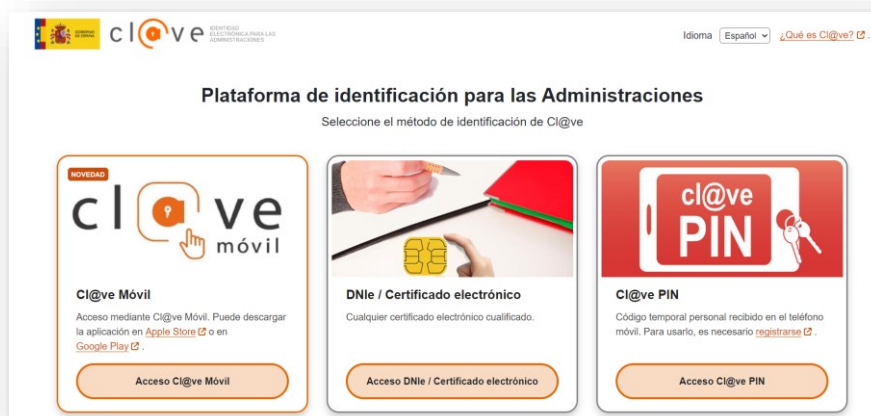 GOBIERNO
DE ESPAÑA
cl@ve
IDENTIDAD
ELECTRÓNICA PARA LAS
ADMINISTRACIONES
Idioma Español ¿Qué es Cl@ve? .
Plataforma de identificación para las Administraciones
Seleccione el método de identificación de Cl@ve
NOVEDAD
cl@ve
móvil
Cl@ve Móvil
Acceso mediante Cl@ve Móvil. Puede descargar
la aplicación en Apple Store o en
Google Play .
Acceso Cl@ve Móvil
DNIe / Certificado electrónico
Cualquier certificado electrónico cualificado.
Acceso DNIe / Certificado electrónico
cl@ve
PIN
Cl@ve PIN
Código temporal personal recibido en el teléfono
móvil. Para usarlo, es necesario registrarse .
Acceso Cl@ve PIN